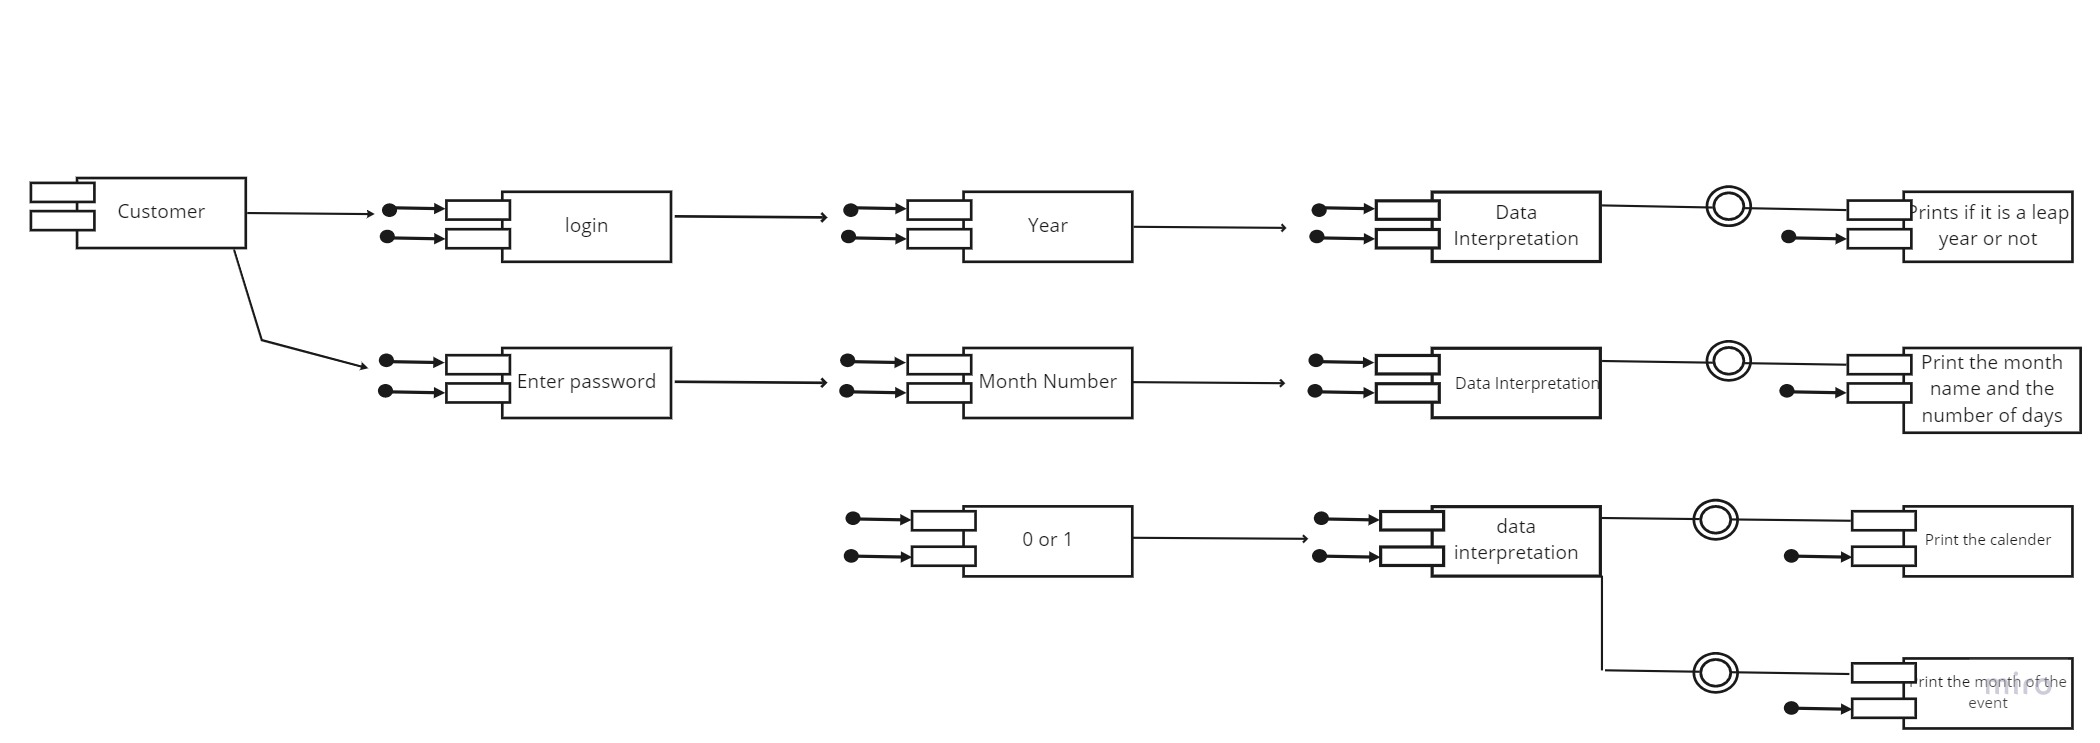 Customer
login
Year
Data
Interpretation
Prints if it is a leap
year or not
Enter password
Month Number
Data Interpretation
Print the month
name and the
number of days
0 or 1
data
interpretation
Print the calender
Print the month of the
event
miro